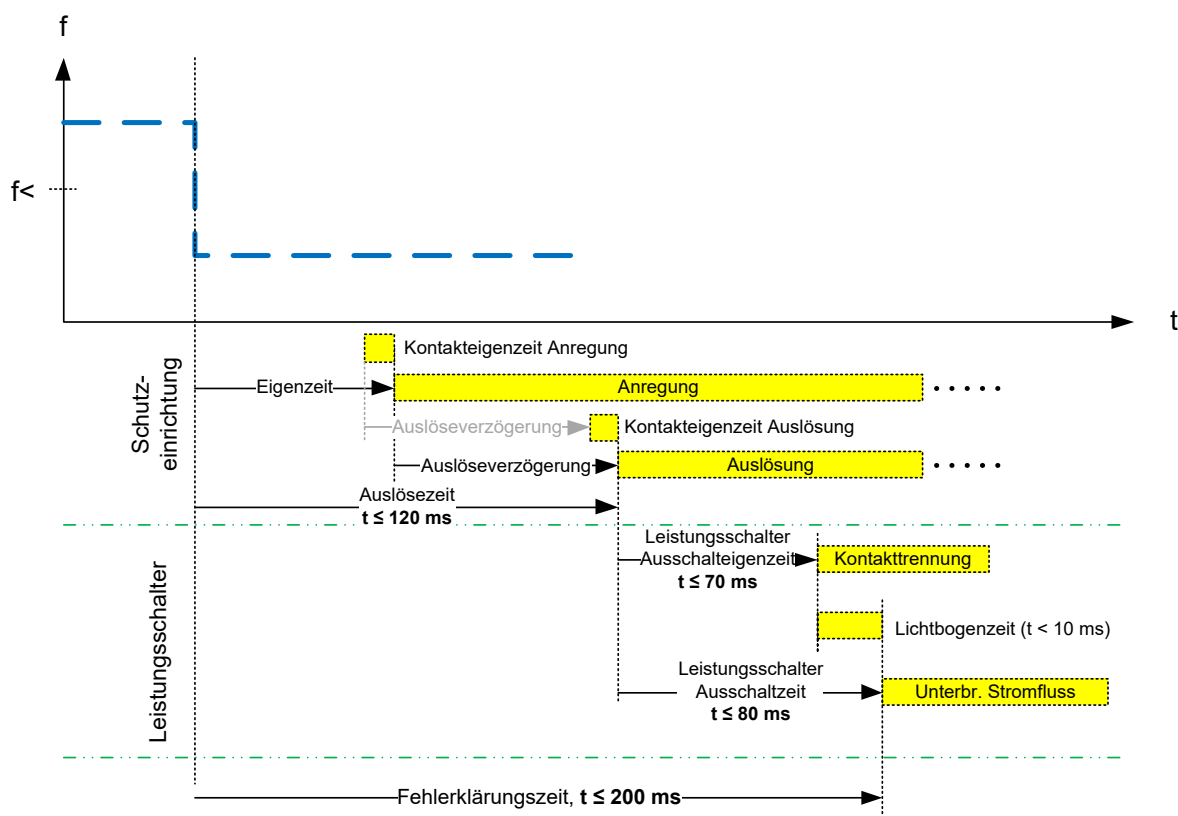 f
f<
t
Kontakteigenzeit Anregung
Schutz-
einrichtung
Eigenzeit
Anregung
Auslöseverzögerung
Kontakteigenzeit Auslösung
Auslöseverzögerung
Auslösung
Auslösezeit
t ≤ 120 ms
Leistungsschalter
Leistungsschalter
Ausschalteigenzeit
t ≤ 70 ms
Kontakttrennung
Lichtbogenzeit (t < 10 ms)
Leistungsschalter
Ausschaltzeit
t ≤ 80 ms
Unterbr. Stromfluss
Fehlerklärungszeit, t ≤ 200 ms